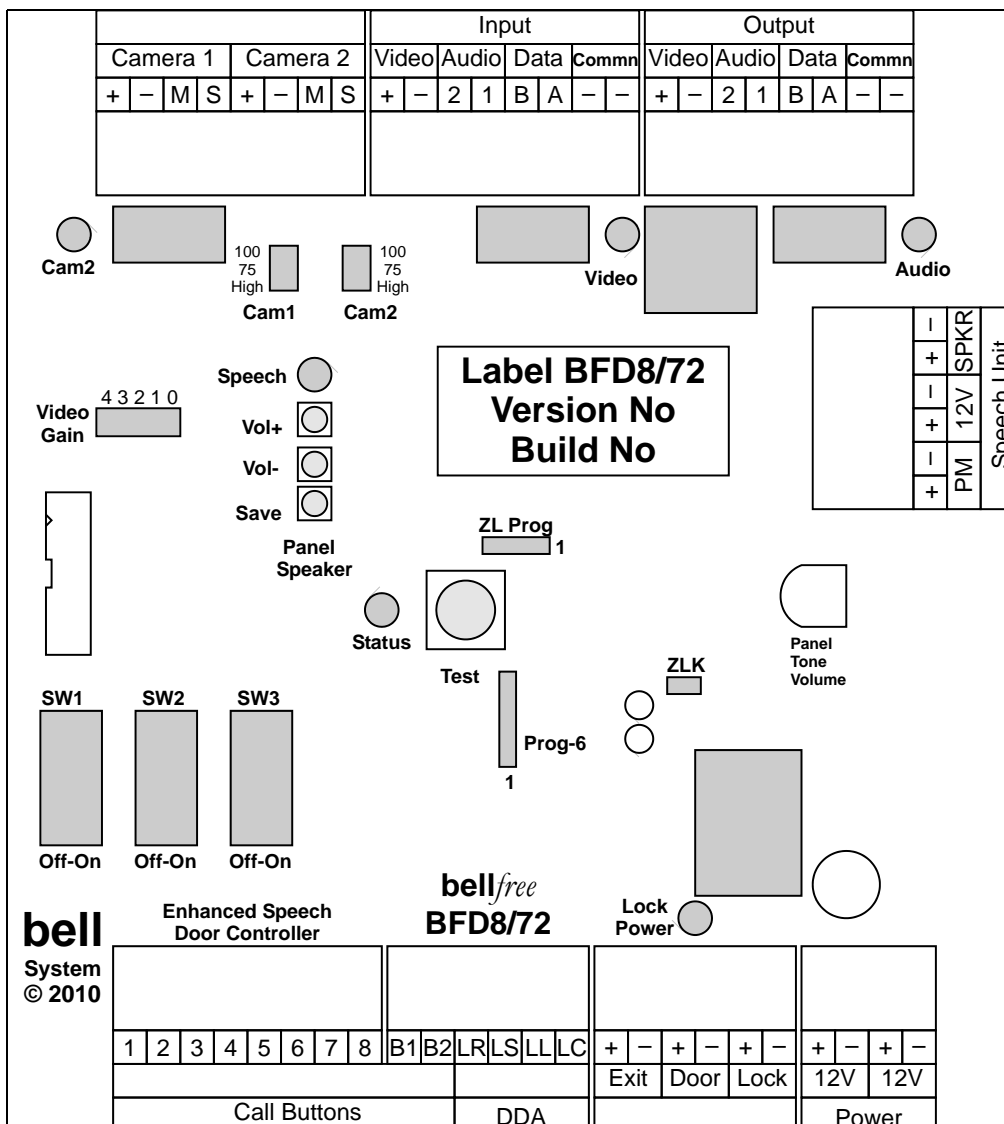 Input
Output
Camera 1 Camera 2 Video Audio Data Commn Video Audio Data Commn
+ − M S + − M S + − 2 1 B A − − + − 2 1 B A − −
Cam2
100
75
High
Cam1
100
75
High
Cam2
Video
Audio
Speech Unit
SPKR 12V PM
− + − + − +
Label BFD8/72
Version No
Build No
Speech
Vol+
Vol-
Save
Panel
Speaker
4 3 2 1 0
Video
Gain
ZL Prog
1
Status
Test
Panel
Tone
Volume
ZLK
Prog-6
1
SW1 SW2 SW3
Off-On Off-On Off-On
bell
System
© 2010
Enhanced Speech
Door Controller
bellfree
BFD8/72
Lock
Power
1 2 3 4 5 6 7 8 B1 B2 LR LS LL LC + − + − + − + − + −
Exit Door Lock 12V 12V
Call Buttons DDA Power